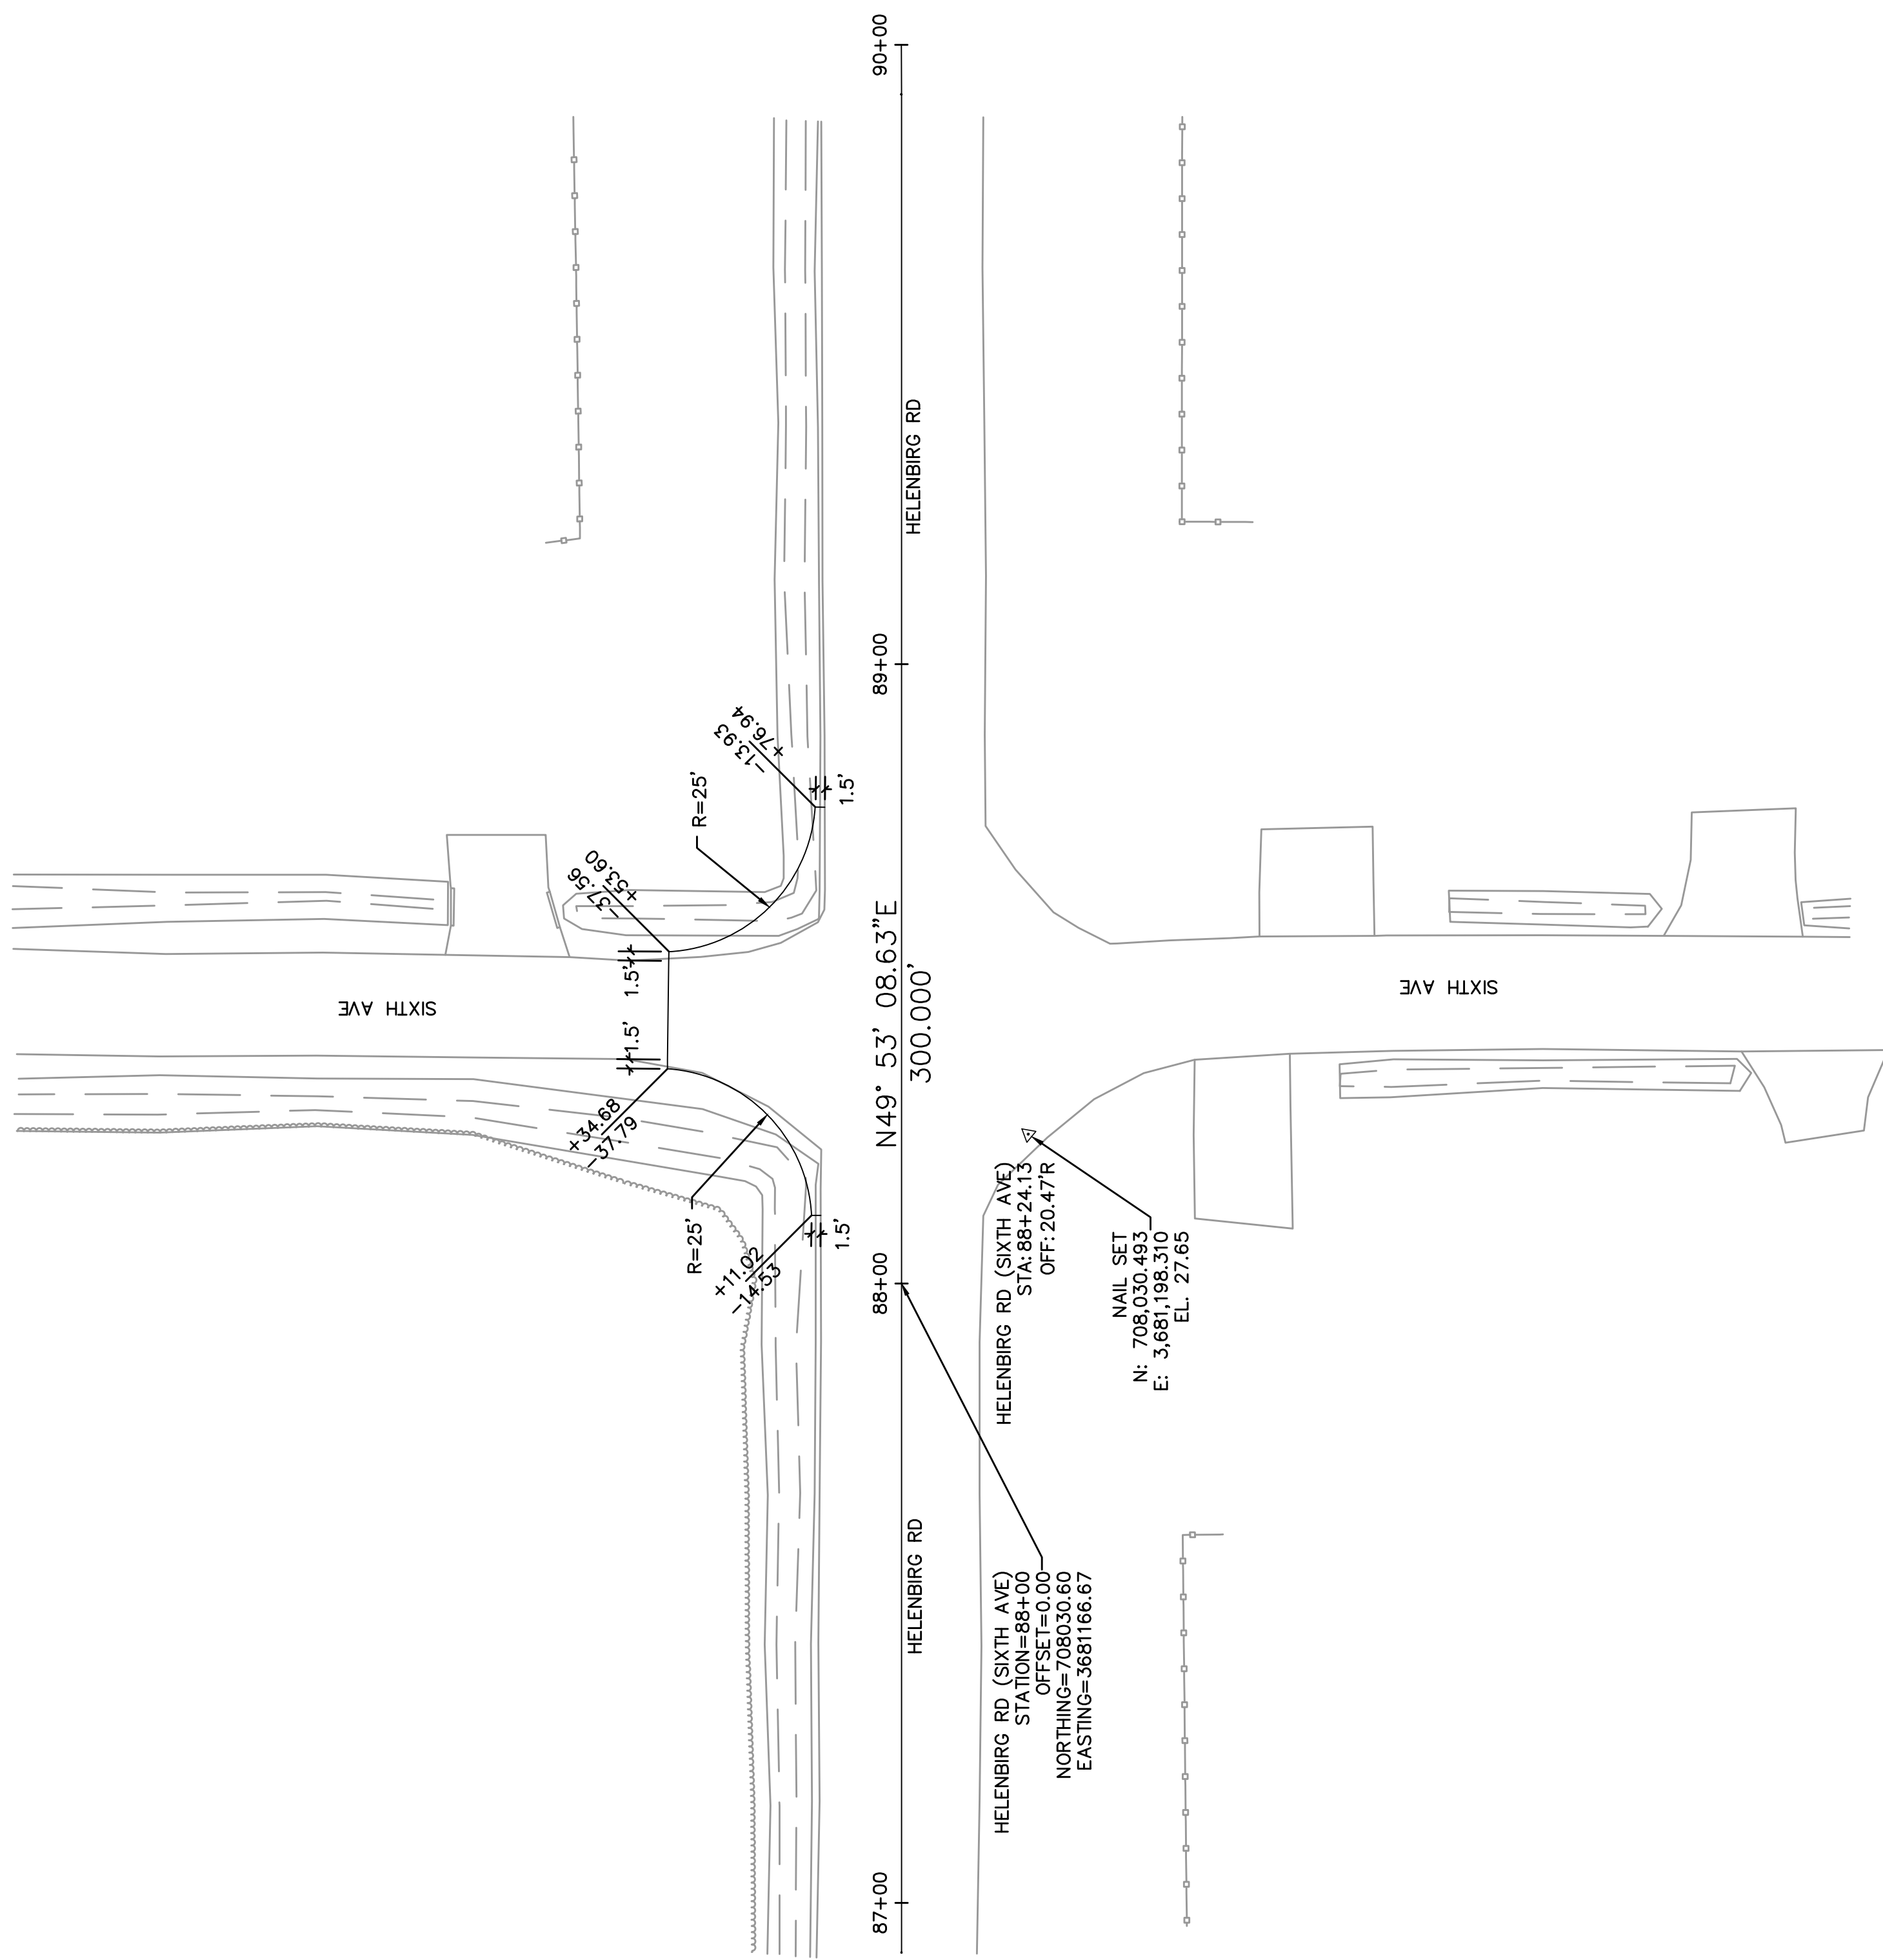 90+00
HELENBIRG RD
89+00
+76.94
-13.93
R=25'
1.5'
+53.60
-37.56
1.5'
SIXTH AVE
SIXTH AVE
N49° 53' 08.63"E
300.000'
1.5'
+34.68
-37.79
R=25'
+11.02
-14.53
1.5'
88+00
HELENBIRG RD (SIXTH AVE)
STA: 88+24.13
OFF: 20.47'R
NAIL SET
N: 708,030.493
E: 3,681,198.310
EL. 27.65
HELENBIRG RD
HELENBIRG RD (SIXTH AVE)
STATION=88+00
OFFSET=0.00
NORTHING=708030.60
EASTING=3681166.67
87+00